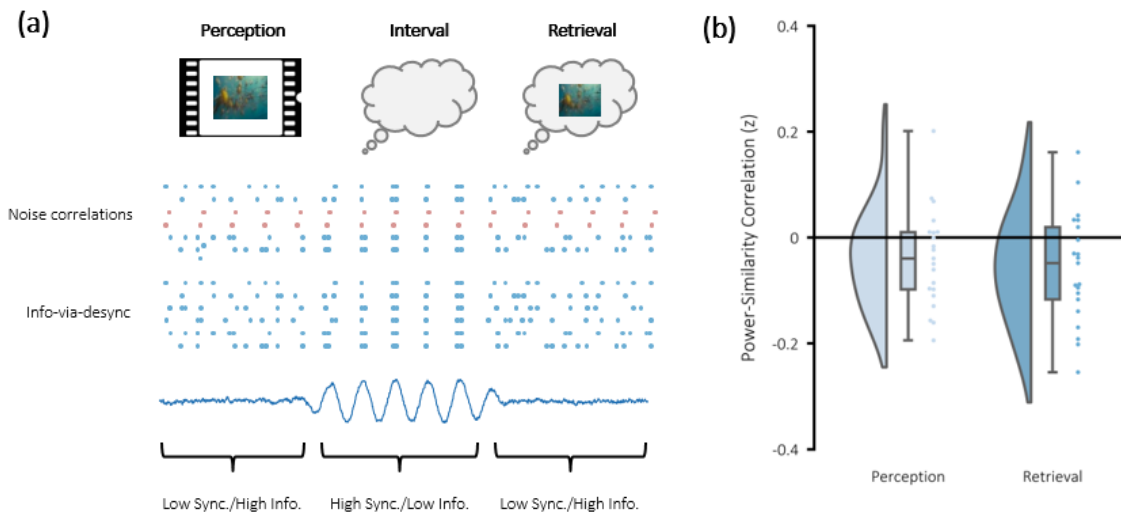 (a)
Perception Interval Retrieval
Noise correlations
Info-via-desync
Low Sync./High Info. High Sync./Low Info. Low Sync./High Info.
(b)
Power-Similarity Correlation (z)
0.4
0.2
0
-0.2
-0.4
Perception Retrieval